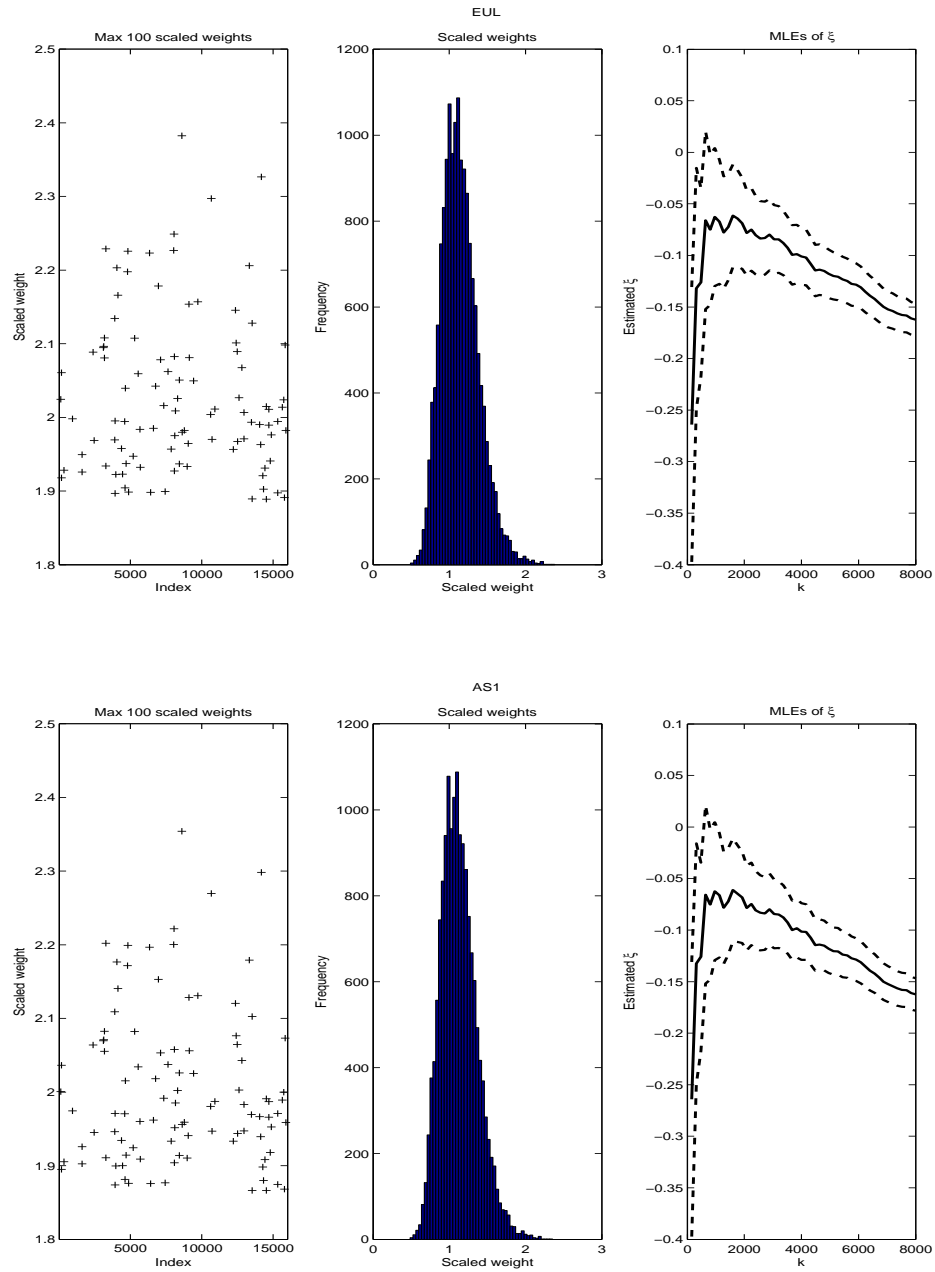 EUL
Max 100 scaled weights
2.5
2.4
2.3
2.2
2.1
2
1.9
1.8
Scaled weight
5000 10000 15000
Index
Scaled weights
1200
1000
800
600
400
200
0
Frequency
0 1 2 3
Scaled weight
MLEs of ξ
0.1
0.05
0
−0.05
−0.1
−0.15
−0.2
−0.25
−0.3
−0.35
−0.4
Estimated ξ
0 2000 4000 6000 8000
k
AS1
Max 100 scaled weights
2.5
2.4
2.3
2.2
2.1
2
1.9
1.8
Scaled weight
5000 10000 15000
Index
Scaled weights
1200
1000
800
600
400
200
0
Frequency
0 1 2 3
Scaled weight
MLEs of ξ
0.1
0.05
0
−0.05
−0.1
−0.15
−0.2
−0.25
−0.3
−0.35
−0.4
Estimated ξ
0 2000 4000 6000 8000
k